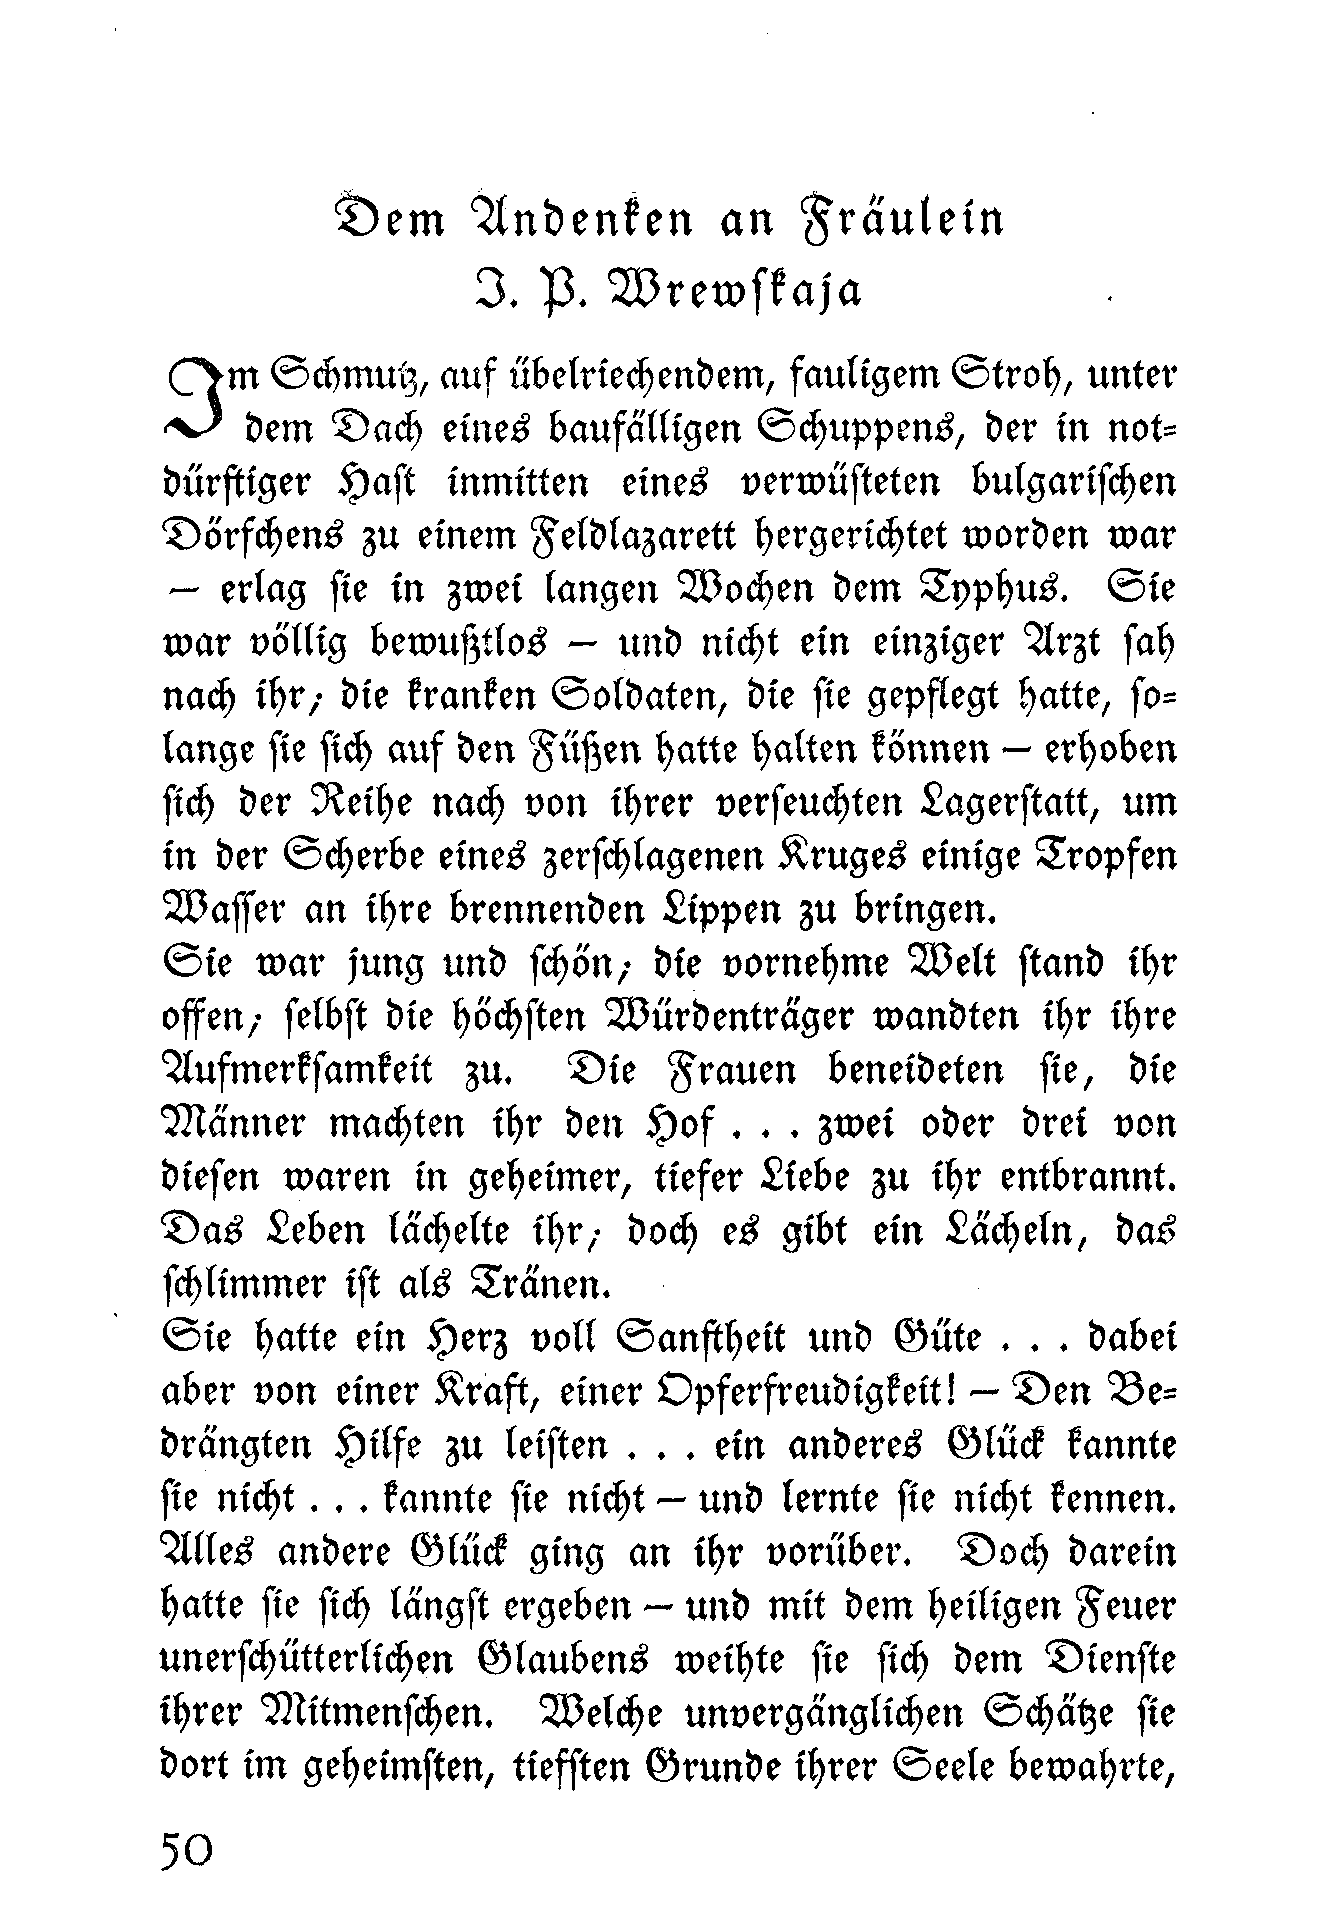 Dem Andenken an Fräulein
J. P. Wrewskaja
Im Schmutz, auf übelriechendem, fauligem Stroh, unter
dem Dach eines baufälligen Schuppens, der in not=
dürftiger Hast inmitten eines verwüsteten bulgarischen
Dörfchens zu einem Feldlazarett hergerichtet worden war
— erlag sie in zwei langen Wochen dem Typhus. Sie
war völlig bewußtlos — und nicht ein einziger Arzt sah
nach ihr; die kranken Soldaten, die sie gepflegt hatte, so=
lange sie sich auf den Füßen hatte halten können — erhoben
sich der Reihe nach von ihrer verseuchten Lagerstatt, um
in der Scherbe eines zerschlagenen Kruges einige Tropfen
Wasser an ihre brennenden Lippen zu bringen.
Sie war jung und schön; die vornehme Welt stand ihr
offen; selbst die höchsten Würdenträger wandten ihr ihre
Aufmerksamkeit zu. Die Frauen beneideten sie, die
Männer machten ihr den Hof . . . zwei oder drei von
diesen waren in geheimer, tiefer Liebe zu ihr entbrannt.
Das Leben lächelte ihr; doch es gibt ein Lächeln, das
schlimmer ist als Tränen.
Sie hatte ein Herz voll Sanftheit und Güte . . . dabei
aber von einer Kraft, einer Opferfreudigkeit! — Den Be=
drängten Hilfe zu leisten . . . ein anderes Glück kannte
sie nicht . . . kannte sie nicht — und lernte sie nicht kennen.
Alles andere Glück ging an ihr vorüber. Doch darein
hatte sie sich längst ergeben — und mit dem heiligen Feuer
unerschütterlichen Glaubens weihte sie sich dem Dienste
ihrer Mitmenschen. Welche unvergänglichen Schätze sie
dort im geheimsten, tiefsten Grunde ihrer Seele bewahrte,
50